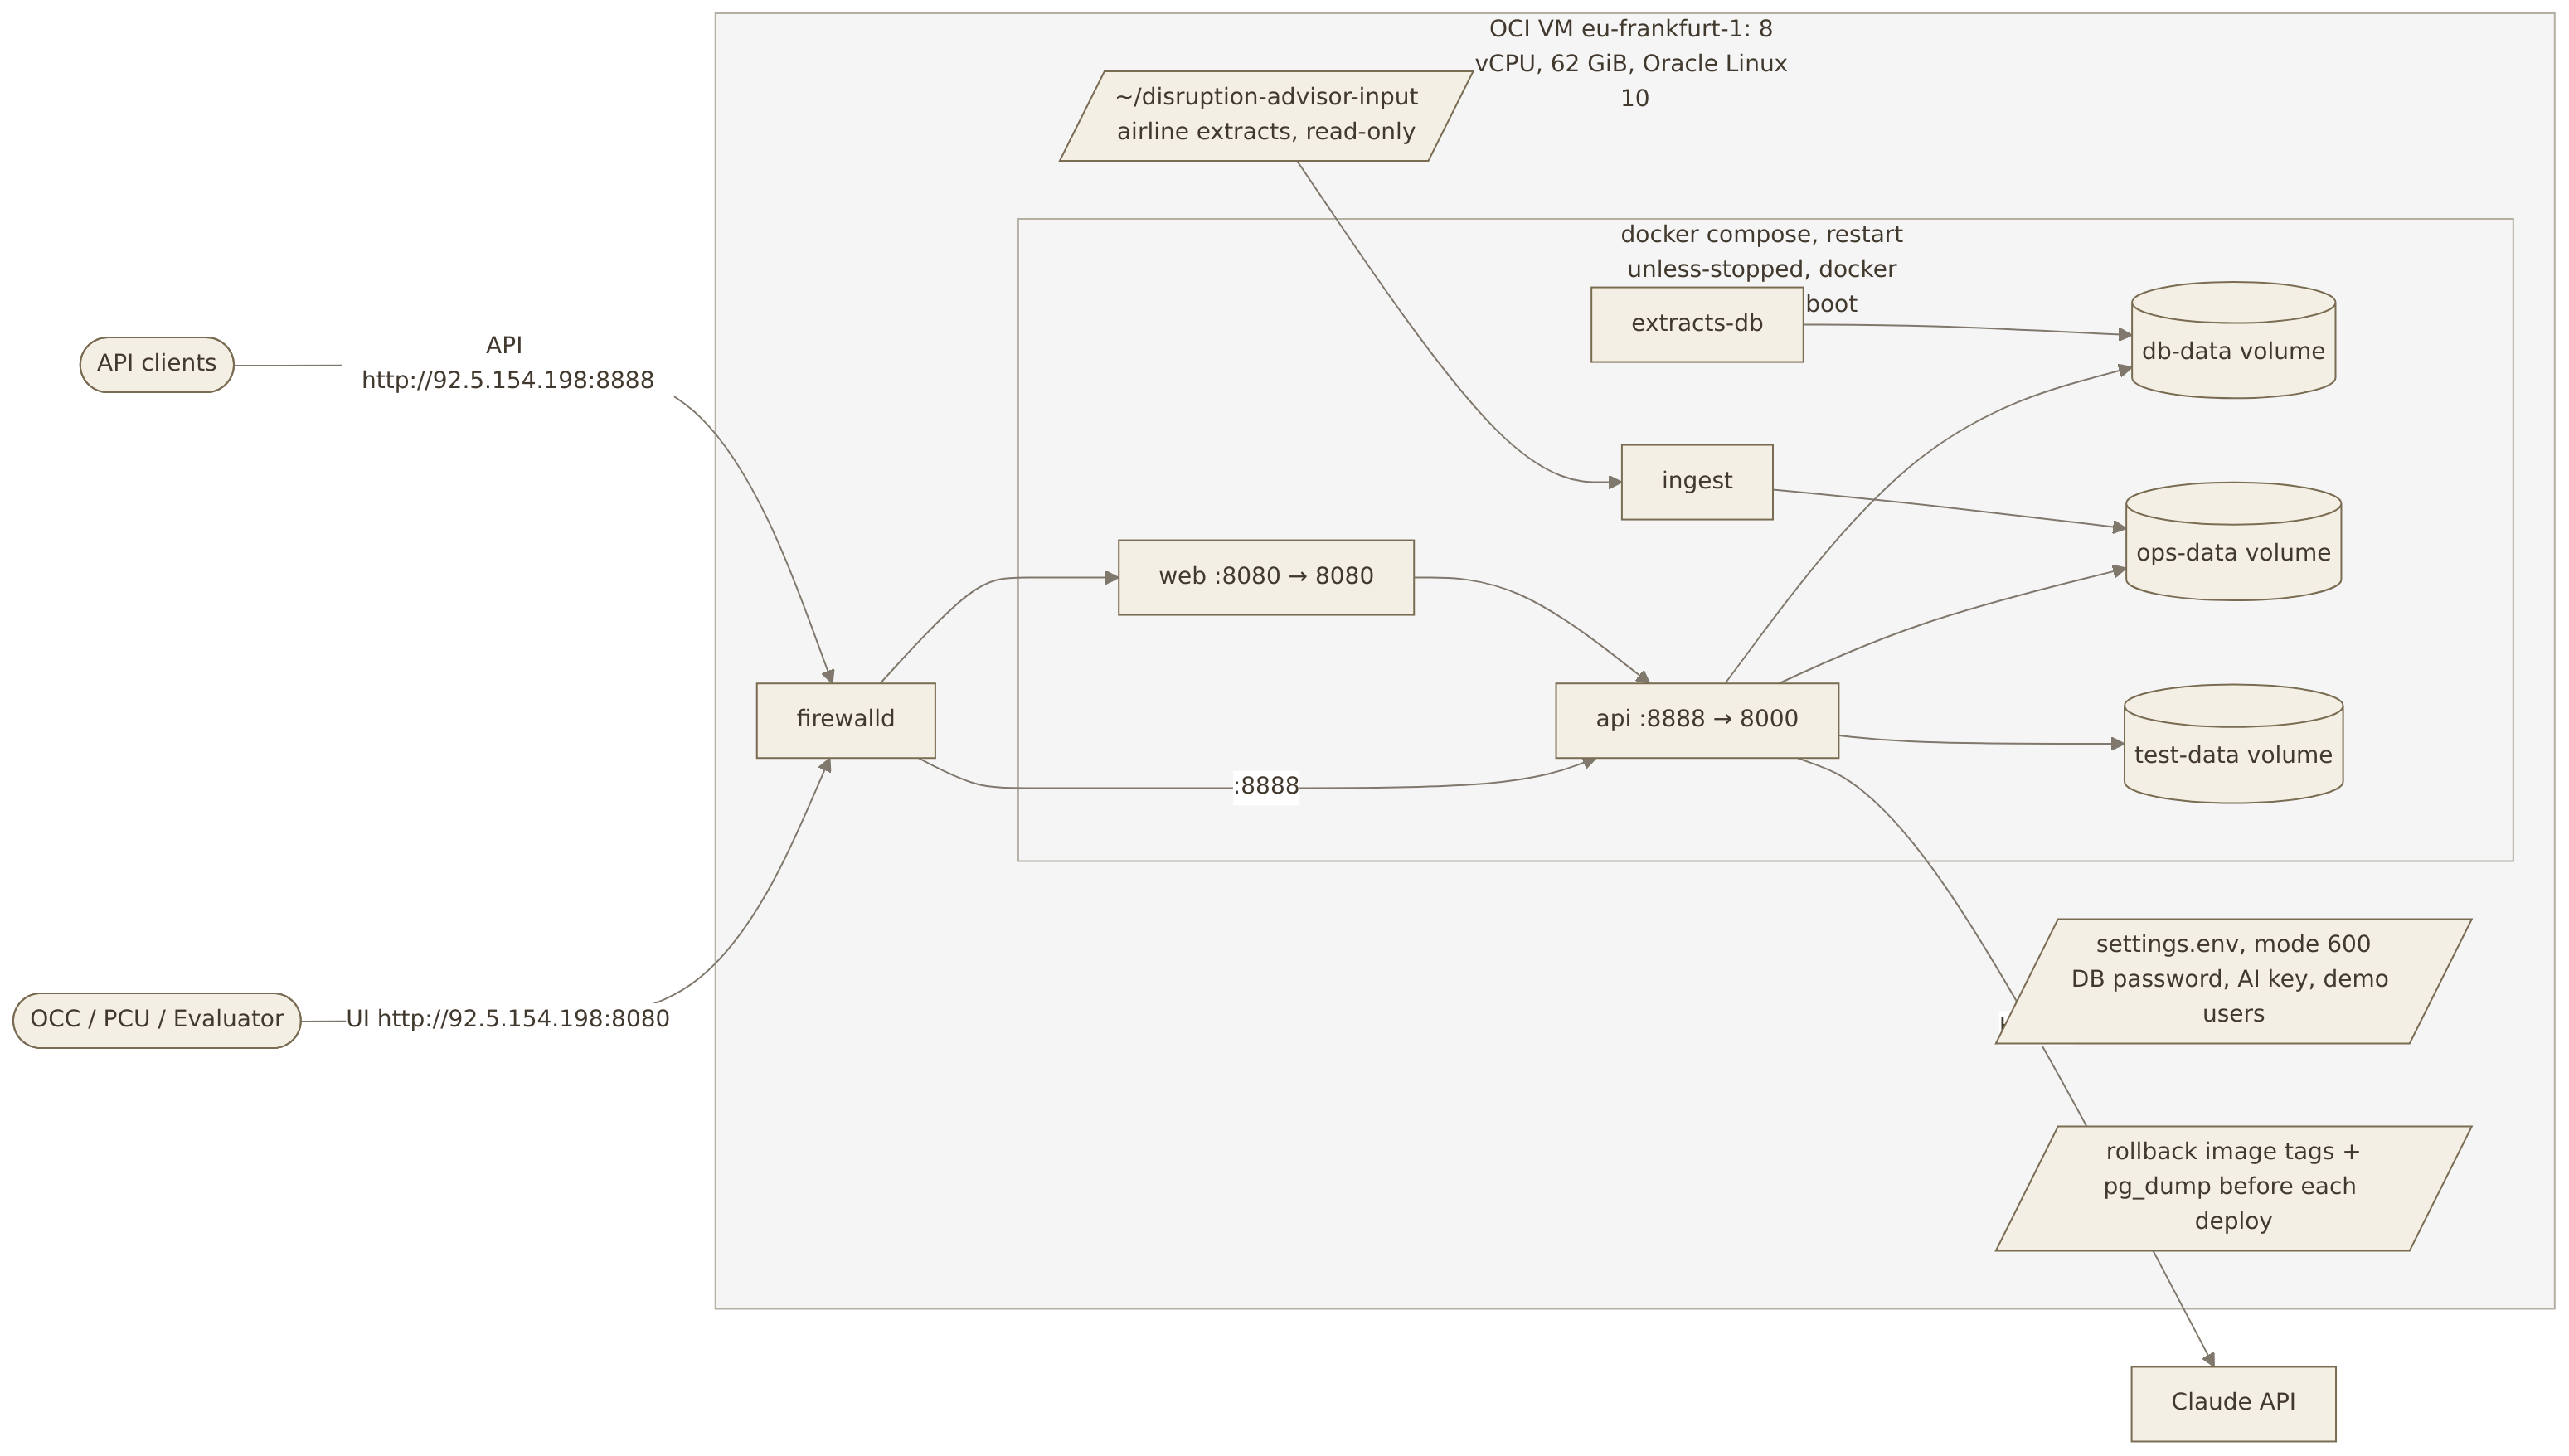 OCI VM eu-frankfurt-1: 8
vCPU, 62 GiB, Oracle Linux
10
~/disruption-advisor-input
airline extracts, read-only
docker compose, restart
unless-stopped, docker
boot
extracts-db
db-data volume
API clients
API
http://92.5.154.198:8888
ingest
ops-data volume
web :8080 → 8080
firewalld
api :8888 → 8000
test-data volume
:8888
settings.env, mode 600
DB password, AI key, demo
users
OCC / PCU / Evaluator
UI http://92.5.154.198:8080
rollback image tags +
pg_dump before each
deploy
Claude API